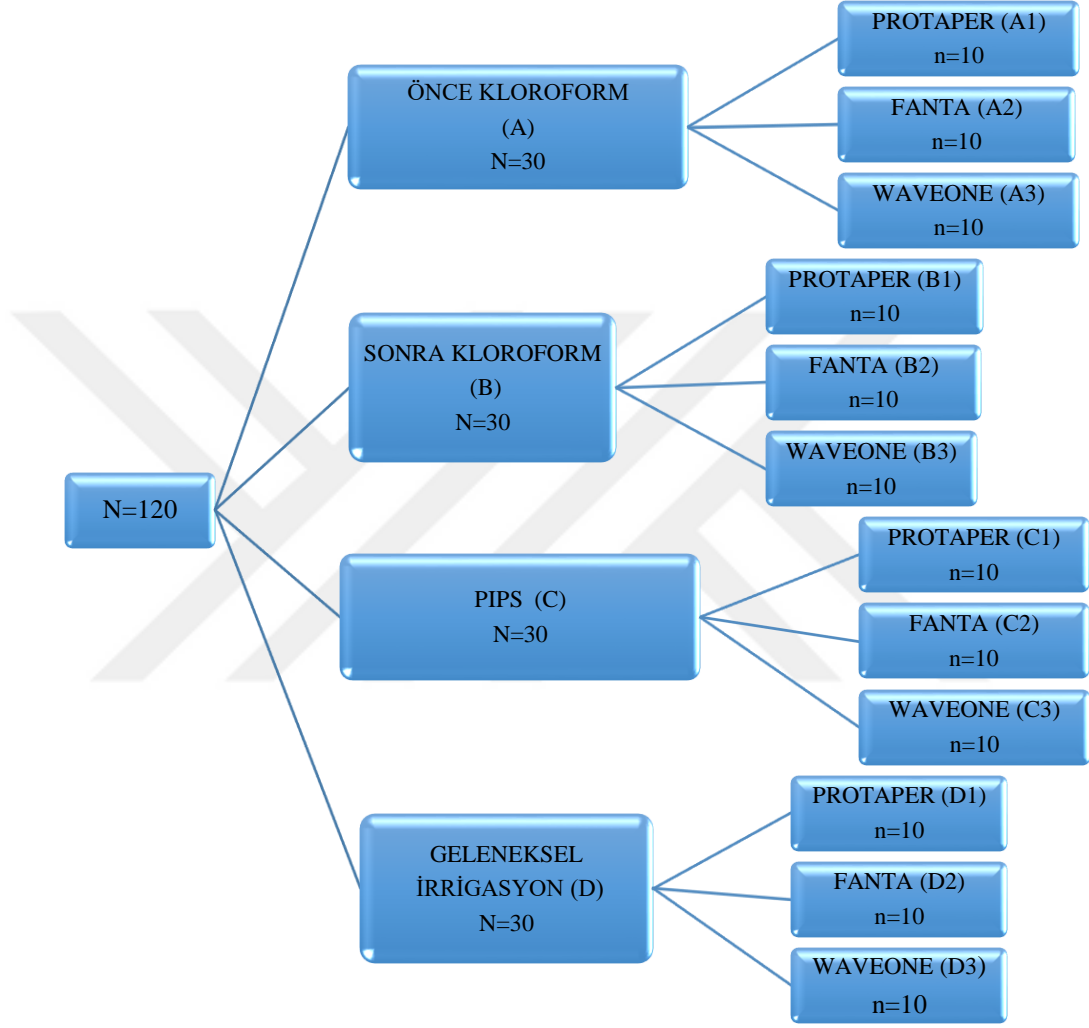 N=120
ÖNCE KLOROFORM
(A)
N=30
PROTAPER (A1)
n=10
FANTA (A2)
n=10
WAVEONE (A3)
n=10
SONRA KLOROFORM
(B)
N=30
PROTAPER (B1)
n=10
FANTA (B2)
n=10
WAVEONE (B3)
n=10
PIPS (C)
N=30
PROTAPER (C1)
n=10
FANTA (C2)
n=10
WAVEONE (C3)
n=10
GELENEKSEL
İRRİGASYON (D)
N=30
PROTAPER (D1)
n=10
FANTA (D2)
n=10
WAVEONE (D3)
n=10